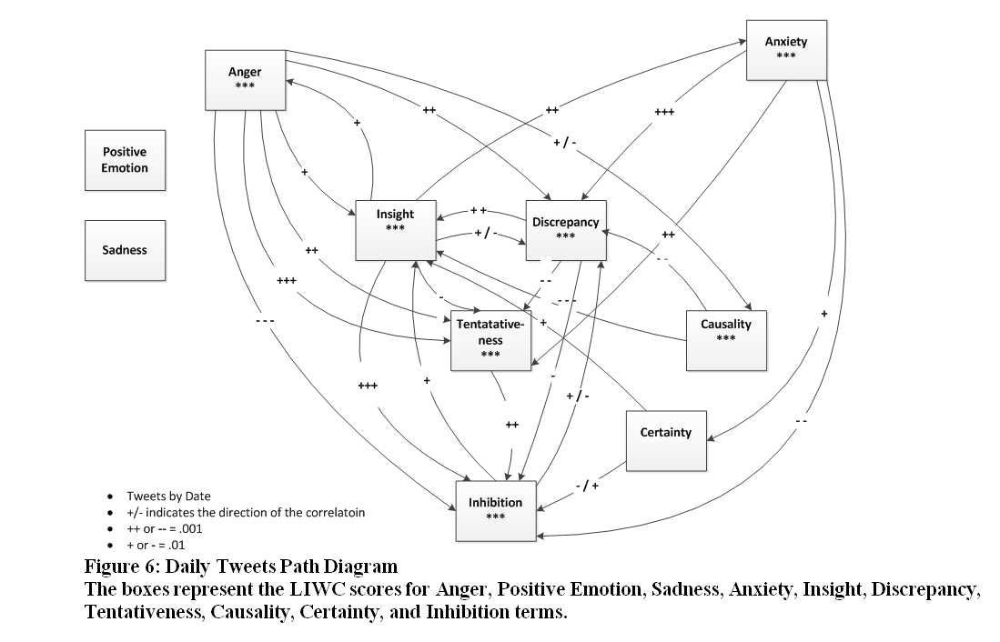 Anxiety
***
Anger
***
++
++
+++
+
+ / -
Positive
Emotion
+
Insight
***
Discrepancy
***
++
+ / -
++
Sadness
++
- -
+++
- -
-
- - -
- - -
+
Tentatative-
ness
***
Causality
***
+
+++
+
-
+ / -
++
Certainty
- -
- / +
Inhibition
***
• Tweets by Date
• +/- indicates the direction of the correlatoin
• ++ or -- = .001
• + or - = .01
Figure 6: Daily Tweets Path Diagram
The boxes represent the LIWC scores for Anger, Positive Emotion, Sadness, Anxiety, Insight, Discrepancy,
Tentativeness, Causality, Certainty, and Inhibition terms.